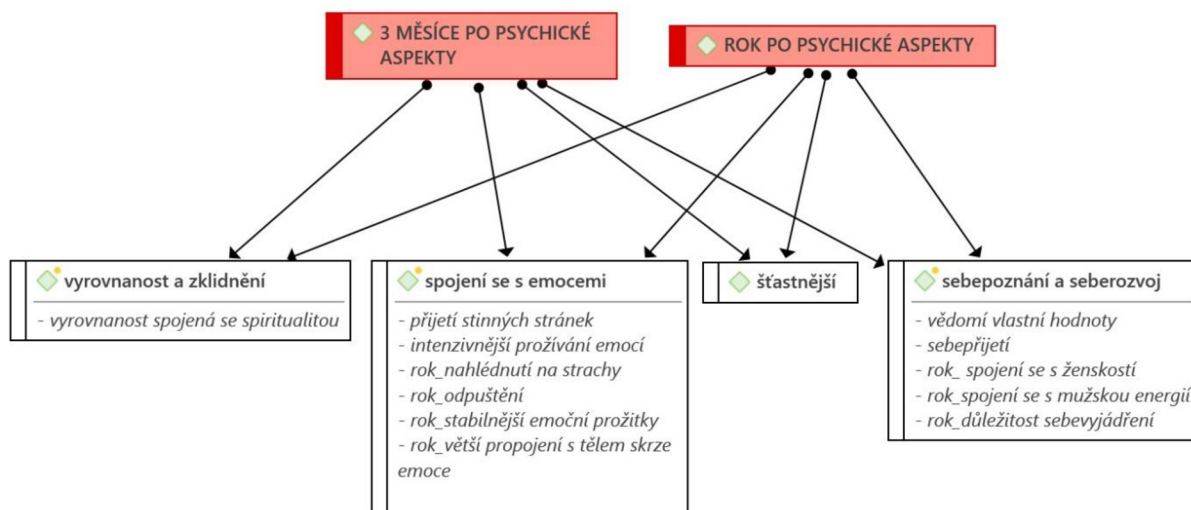 3 MĚSÍCE PO PSYCHICKÉ
ASPEKTY
ROK PO PSYCHICKÉ ASPEKTY
vyrovnanost a zklidnění
- vyrovnanost spojená se spiritualitou
spojení se s emocemi
- přijetí stinných stránek
- intenzivnější prožívání emocí
- rok_nahlédnutí na strachy
- rok_odpuštění
- rok_stabilnější emoční prožitky
- rok_větší propojení s tělem skrze
emoce
šťastnější
sebepoznání a seberozvoj
- vědomí vlastní hodnoty
- sebepřijetí
- rok_ spojení se s ženskostí
- rok_spojení se s mužskou energií
- rok_důležitost sebevyjádření